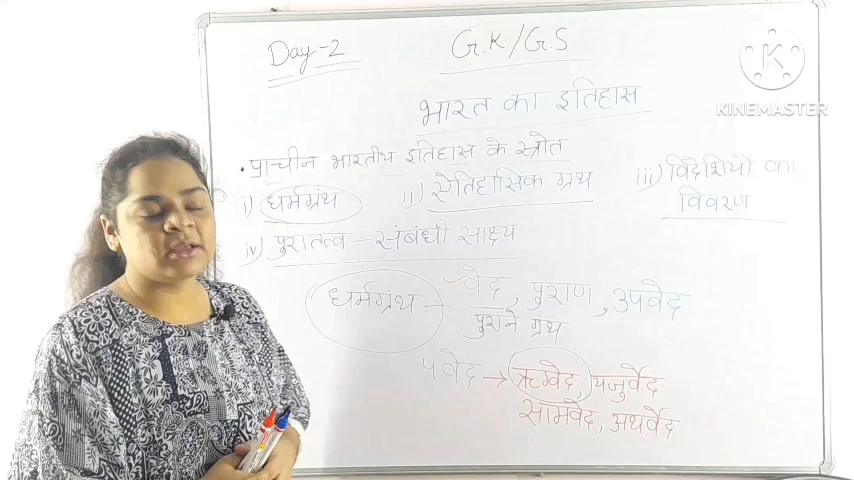 Day-2
G.K/G.S
भारत का इतिहास
• प्राचीन भारतीय इतिहास के स्त्रोत
i) धर्मग्रंथ ii) ऐतिहासिक ग्रंथ iii) विदेशियों का
विवरण
iv) पुरातत्व - संबंधी साक्ष्य
धर्मग्रंथ - वेद, पुराण, उपवेद
पुराने ग्रंथ
५ वेद → ऋग्वेद, यजुर्वेद
सामवेद, अथर्वेद
K
KINEMASTER